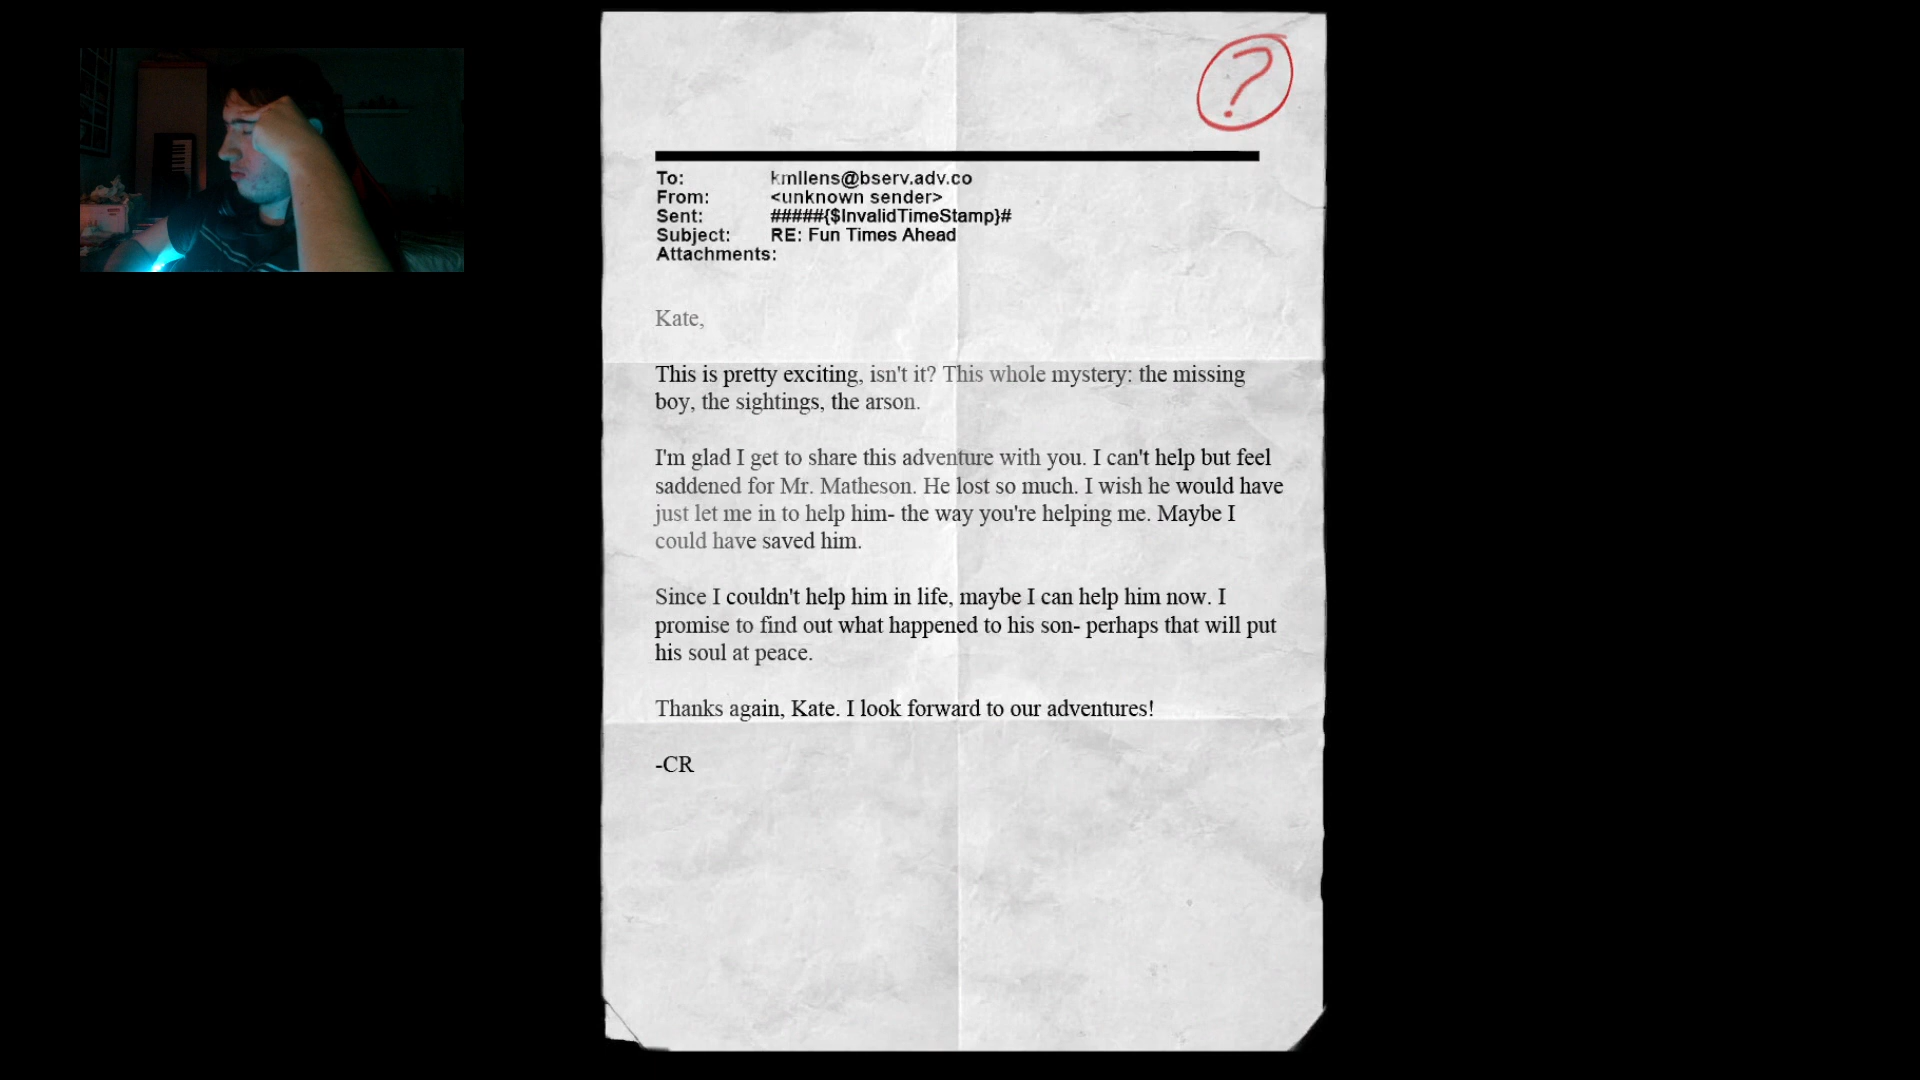 ?
To: kmllens@bserv.adv.co
From: <unknown sender>
Sent: #####{$InvalidTimeStamp}#
Subject: RE: Fun Times Ahead
Attachments:
Kate,
This is pretty exciting, isn't it? This whole mystery: the missing
boy, the sightings, the arson.
I'm glad I get to share this adventure with you. I can't help but feel
saddened for Mr. Matheson. He lost so much. I wish he would have
just let me in to help him- the way you're helping me. Maybe I
could have saved him.
Since I couldn't help him in life, maybe I can help him now. I
promise to find out what happened to his son- perhaps that will put
his soul at peace.
Thanks again, Kate. I look forward to our adventures!
-CR